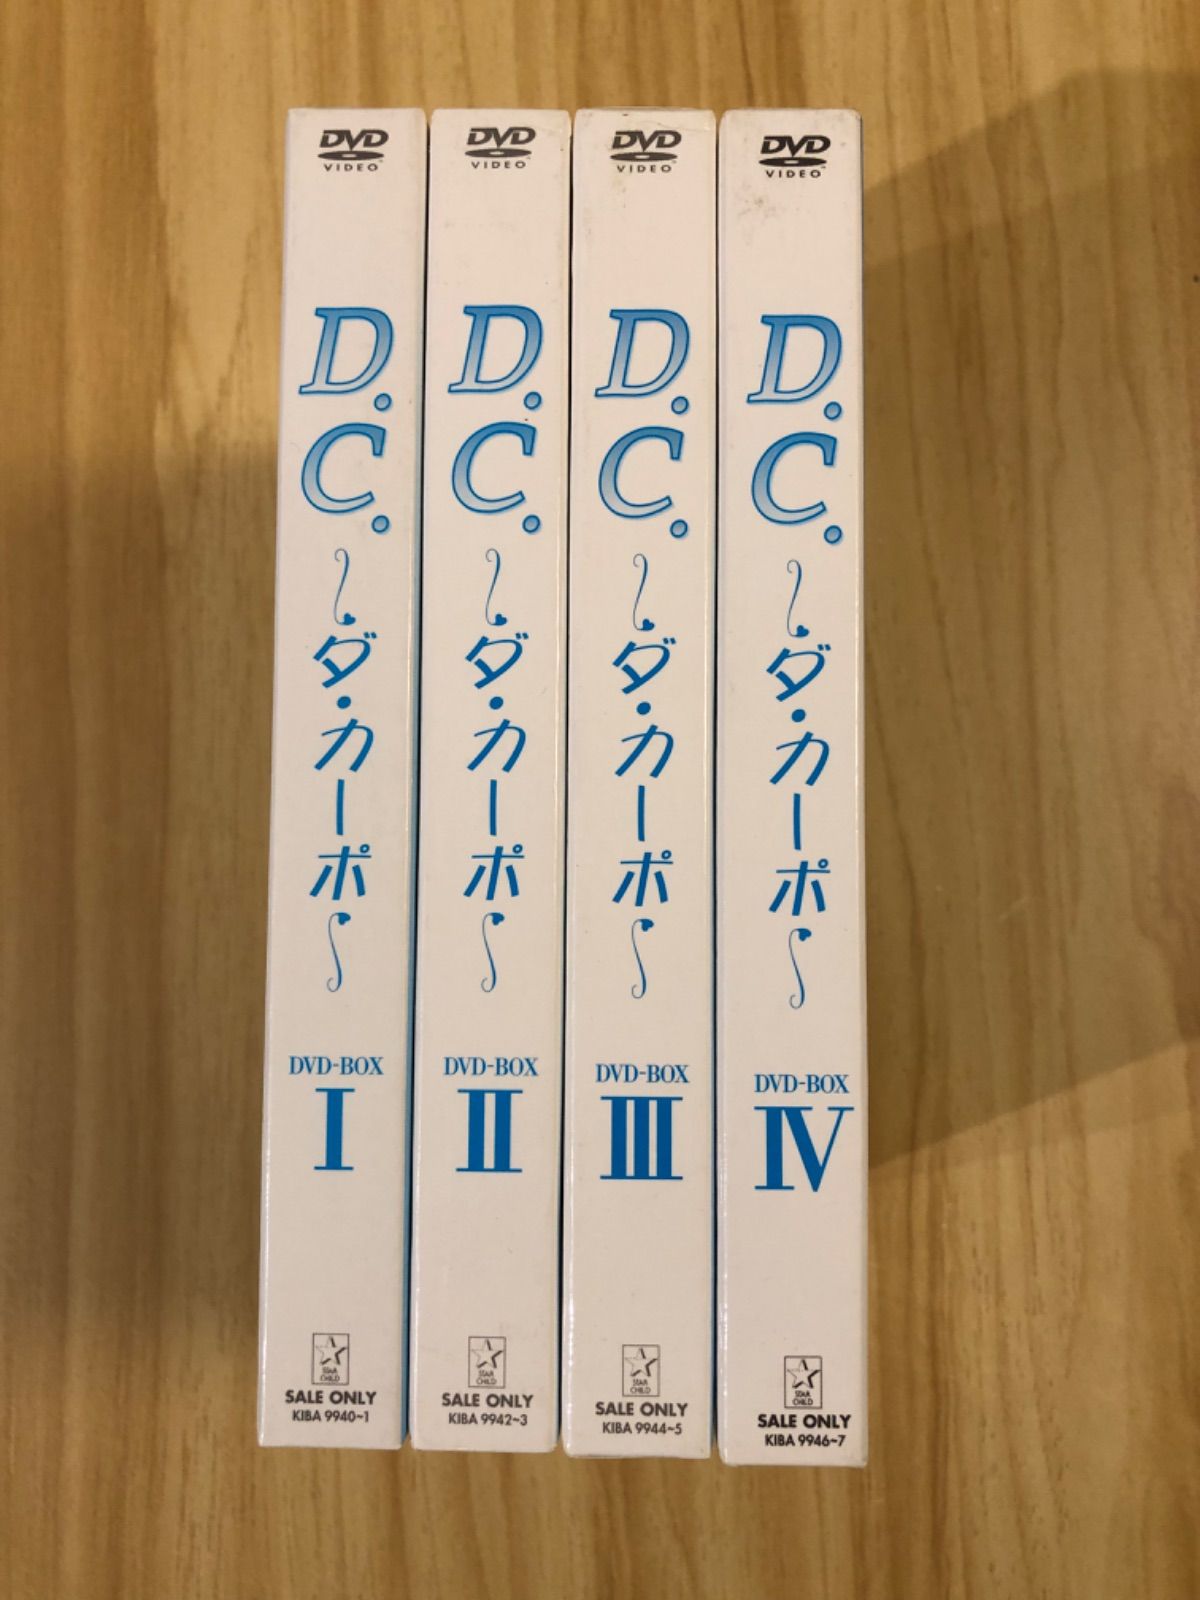 DVD
VIDEO
D.C.
～ダ・カーポ～
DVD-BOX
I
STAR
CHILD
SALE ONLY
KIBA 9940~1
DVD
VIDEO
D.C.
～ダ・カーポ～
DVD-BOX
II
STAR
CHILD
SALE ONLY
KIBA 9942~3
DVD
VIDEO
D.C.
～ダ・カーポ～
DVD-BOX
III
STAR
CHILD
SALE ONLY
KIBA 9944~5
DVD
VIDEO
D.C.
～ダ・カーポ～
DVD-BOX
IV
STAR
CHILD
SALE ONLY
KIBA 9946~7